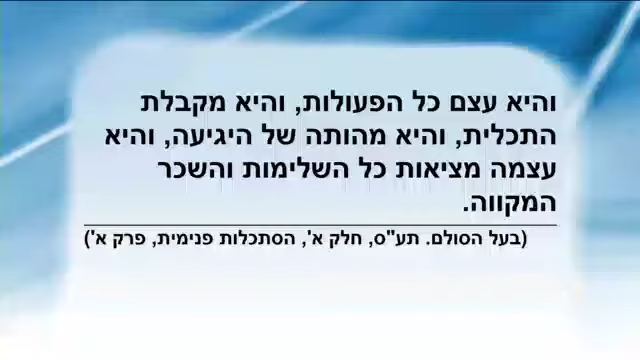 והיא עצם כל הפעולות, והיא מקבלת
התכלית, והיא מהותה של היגיעה, והיא
עצמה מציאות כל השלימות והשכר
המקווה.
(בעל הסולם. תע"ס, חלק א', הסתכלות פנימית, פרק א')